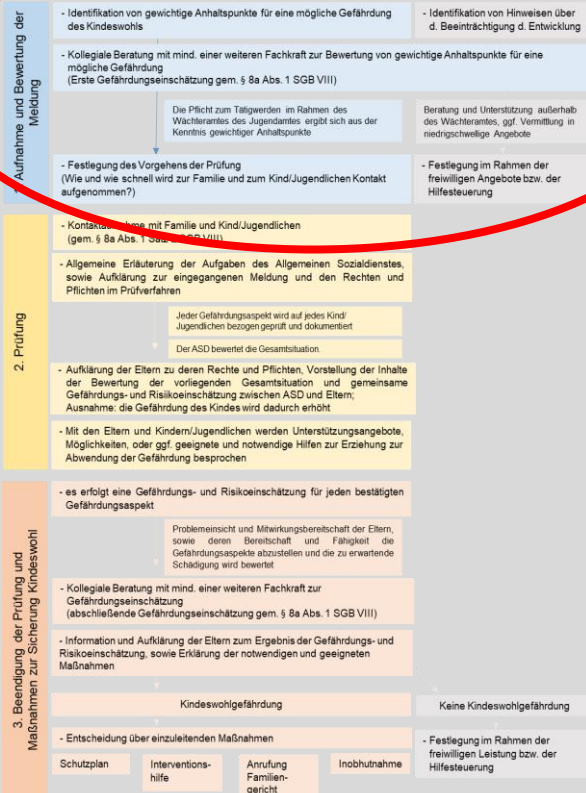 1. Aufnahme und Bewertung der
Meldung
- Identifikation von gewichtige Anhaltspunkte für eine mögliche Gefährdung
des Kindeswohls
- Identifikation von Hinweisen über
d. Beeinträchtigung d. Entwicklung
- Kollegiale Beratung mit mind. einer weiteren Fachkraft zur Bewertung von gewichtige Anhaltspunkte für eine
mögliche Gefährdung
(Erste Gefährdungseinschätzung gem. § 8a Abs. 1 SGB VIII)
Die Pflicht zum Tätigwerden im Rahmen des
Wächteramtes des Jugendamtes ergibt sich aus der
Kenntnis gewichtiger Anhaltspunkte
Beratung und Unterstützung außerhalb
des Wächteramtes, ggf. Vermittlung in
niedrigschwellige Angebote
- Festlegung des Vorgehens der Prüfung
(Wie und wie schnell wird zur Familie und zum Kind/Jugendlichen Kontakt
aufgenommen?)
- Festlegung im Rahmen der
freiwilligen Angebote bzw. der
Hilfesteuerung
2. Prüfung
- Kontaktaufnahme mit Familie und Kind/Jugendlichen
(gem. § 8a Abs. 1 Satz 2 SGB VIII)
- Allgemeine Erläuterung der Aufgaben des Allgemeinen Sozialdienstes,
sowie Aufklärung zur eingegangenen Meldung und den Rechten und
Pflichten im Prüfverfahren
Jeder Gefährdungsaspekt wird auf jedes Kind/
Jugendlichen bezogen geprüft und dokumentiert
Der ASD bewertet die Gesamtsituation.
- Aufklärung der Eltern zu deren Rechte und Pflichten, Vorstellung der Inhalte
der Bewertung der vorliegenden Gesamtsituation und gemeinsame
Gefährdungs- und Risiikoeinschätzung zwischen ASD und Eltern;
Ausnahme: die Gefährdung des Kindes wird dadurch erhöht
- Mit den Eltern und Kindern/Jugendlichen werden Unterstützungsangebote,
Möglichkeiten, oder ggf. geeignete und notwendige Hilfen zur Erziehung zur
Abwendung der Gefährdung besprochen
3. Beendigung der Prüfung und
Maßnahmen zur Sicherung Kindeswohl
- es erfolgt eine Gefährdungs- und Risikoeinschätzung für jeden bestätigten
Gefährdungsaspekt
Problemeinsicht und Mitwirkungsbereitschaft der Eltern,
sowie deren Bereitschaft und Fähigkeit die
Gefährdungsaspekte abzustellen und die zu erwartende
Schädigung wird bewertet
- Kollegiale Beratung mit mind. einer weiteren Fachkraft zur
Gefährdungseinschätzung
(abschließende Gefährdungseinschätzung gem. § 8a Abs. 1 SGB VIII)
- Information und Aufklärung der Eltern zum Ergebnis der Gefährdungs- und
Risikoeinschätzung, sowie Erklärung der notwendigen und geeigneten
Maßnahmen
Kindeswohlgefährdung
Keine Kindeswohlgefährdung
- Entscheidung über einzuleitenden Maßnahmen
- Festlegung im Rahmen der
freiwilligen Leistung bzw. der
Hilfesteuerung
Schutzplan
Interventions-
hilfe
Anrufung
Familien-
gericht
Inobhutnahme